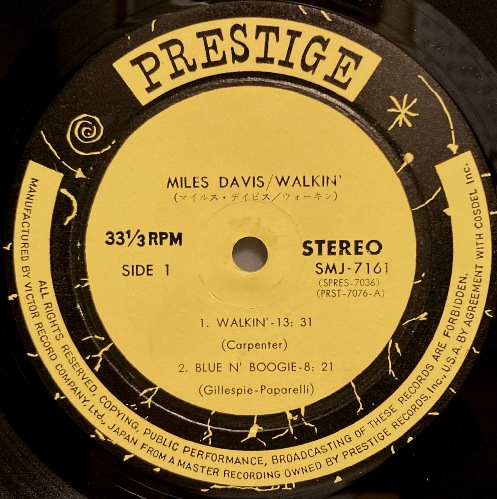 PRESTIGE
MILES DAVIS/WALKIN'
(マイルス・デイビス/ウォーキン)
33 1/3 RPM
STEREO
SIDE 1
SMJ-7161
(SPRES-7036)
(PRST-7076-A)
1. WALKIN'-13: 31
(Carpenter)
2. BLUE N' BOOGIE-8: 21
(Gillespie-Paparelli)
MANUFACTURED BY VICTOR RECORD COMPANY, Ltd., JAPAN FROM A MASTER RECORDING OWNED BY PRESTIGE RECORDS, Inc., U.S.A. BY AGREEMENT WITH COSDEL Inc.
ALL RIGHTS RESERVED. COPYING, PUBLIC PERFORMANCE, BROADCASTING OF THESE RECORDS ARE FORBIDDEN.